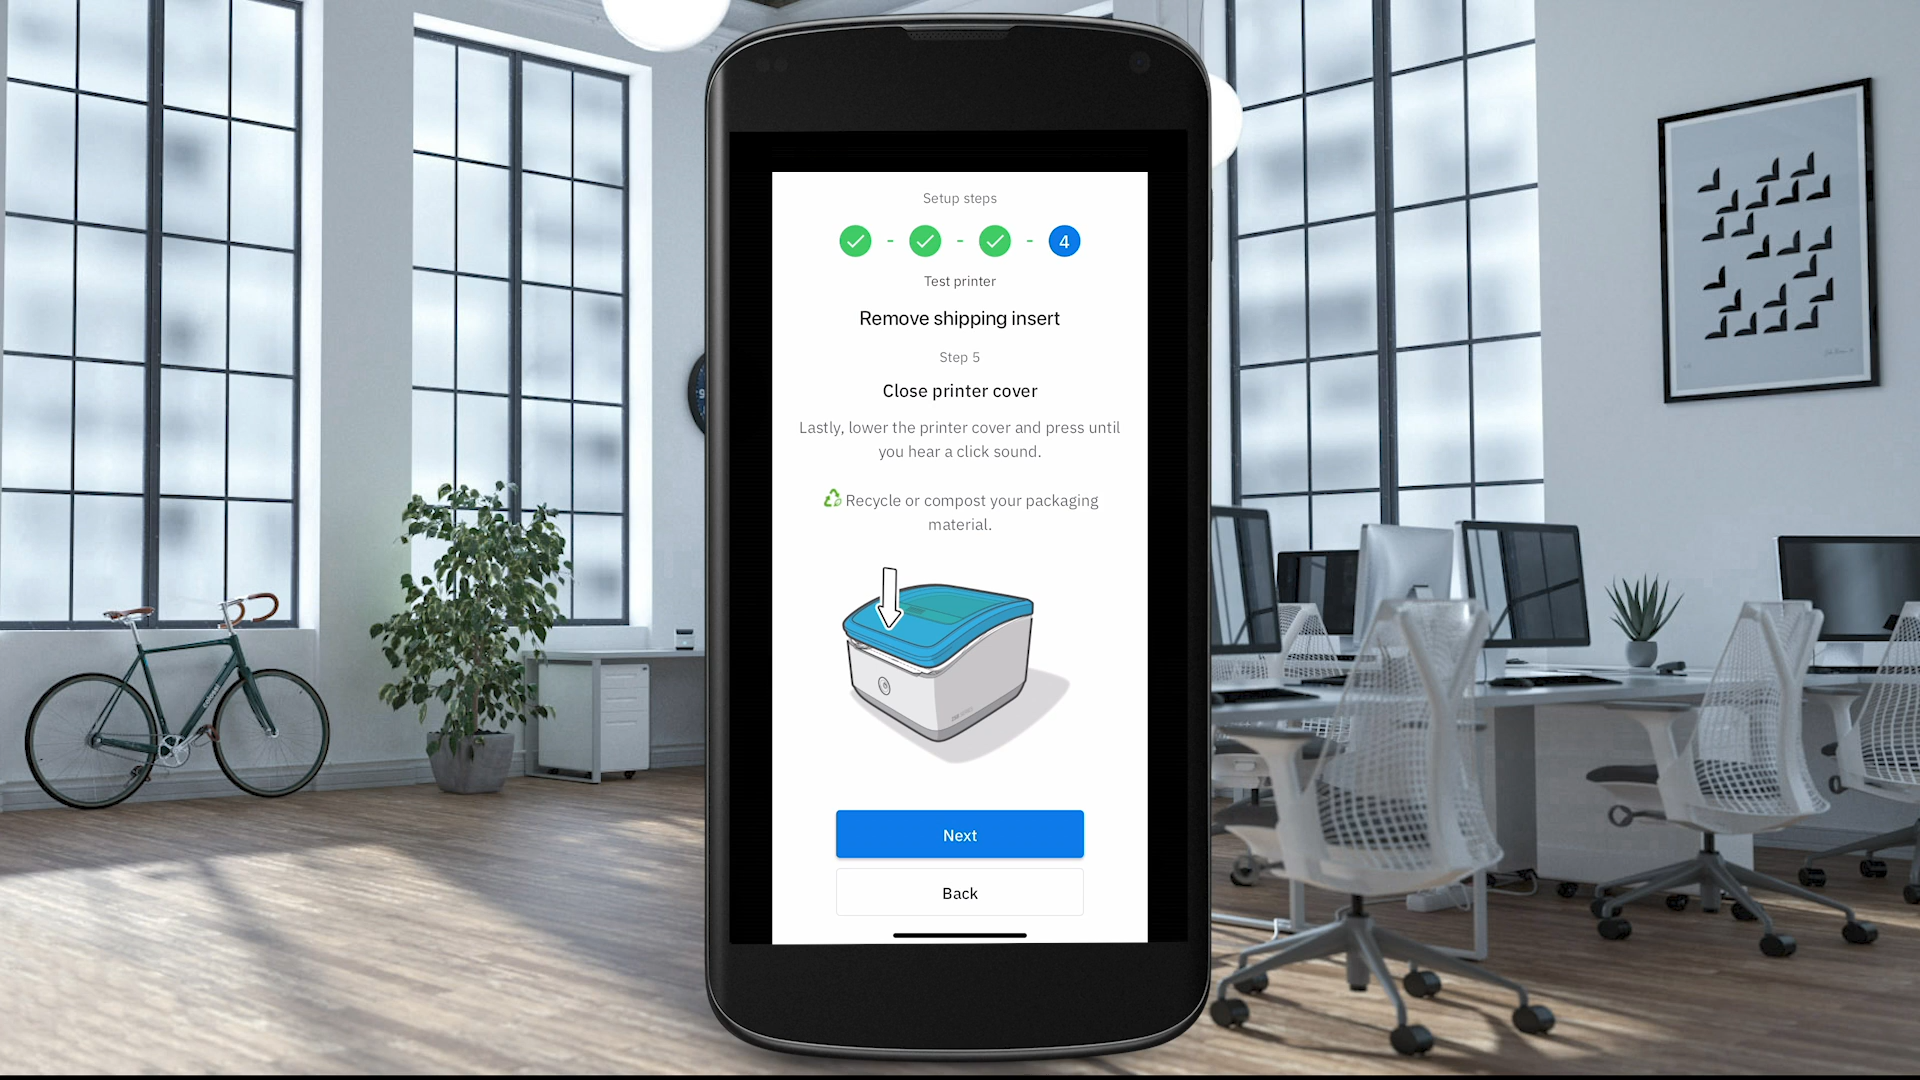 Setup steps
4
Test printer
Remove shipping insert
Step 5
Close printer cover
Lastly, lower the printer cover and press until
you hear a click sound.
Recycle or compost your packaging
material.
Next
Back